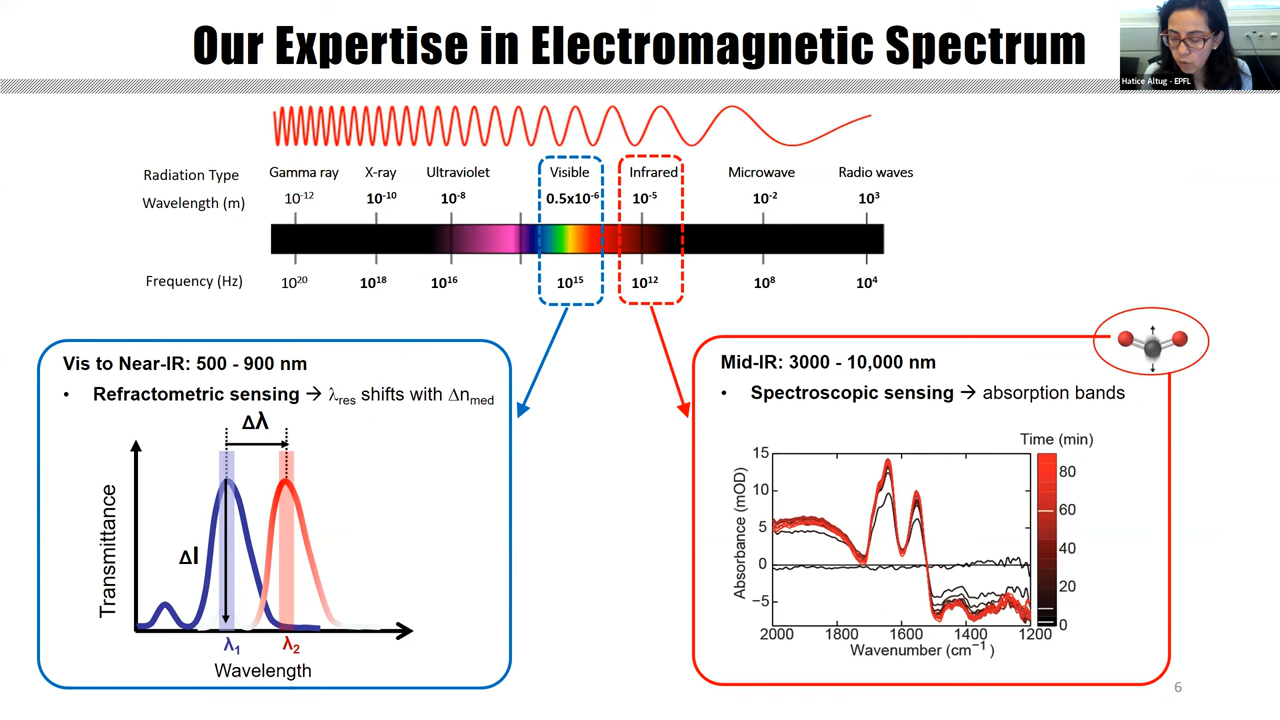 Our Expertise in Electromagnetic Spectrum
Hatice Altug - EPFL
Radiation Type Gamma ray X-ray Ultraviolet Visible Infrared Microwave Radio waves
Wavelength (m) 10⁻¹² 10⁻¹⁰ 10⁻⁸ 0.5x10⁻⁶ 10⁻⁵ 10⁻² 10³
Frequency (Hz) 10²⁰ 10¹⁸ 10¹⁶ 10¹⁵ 10¹² 10⁸ 10⁴
Vis to Near-IR: 500 - 900 nm
• Refractometric sensing → λres shifts with Δnmed
Δλ
ΔI
Transmittance
λ₁ λ₂
Wavelength
Mid-IR: 3000 - 10,000 nm
• Spectroscopic sensing → absorption bands
Time (min)
Absorbance (mOD)
15
10
5
0
−5
80
60
40
20
0
2000 1800 1600 1400 1200
Wavenumber (cm⁻¹)
6